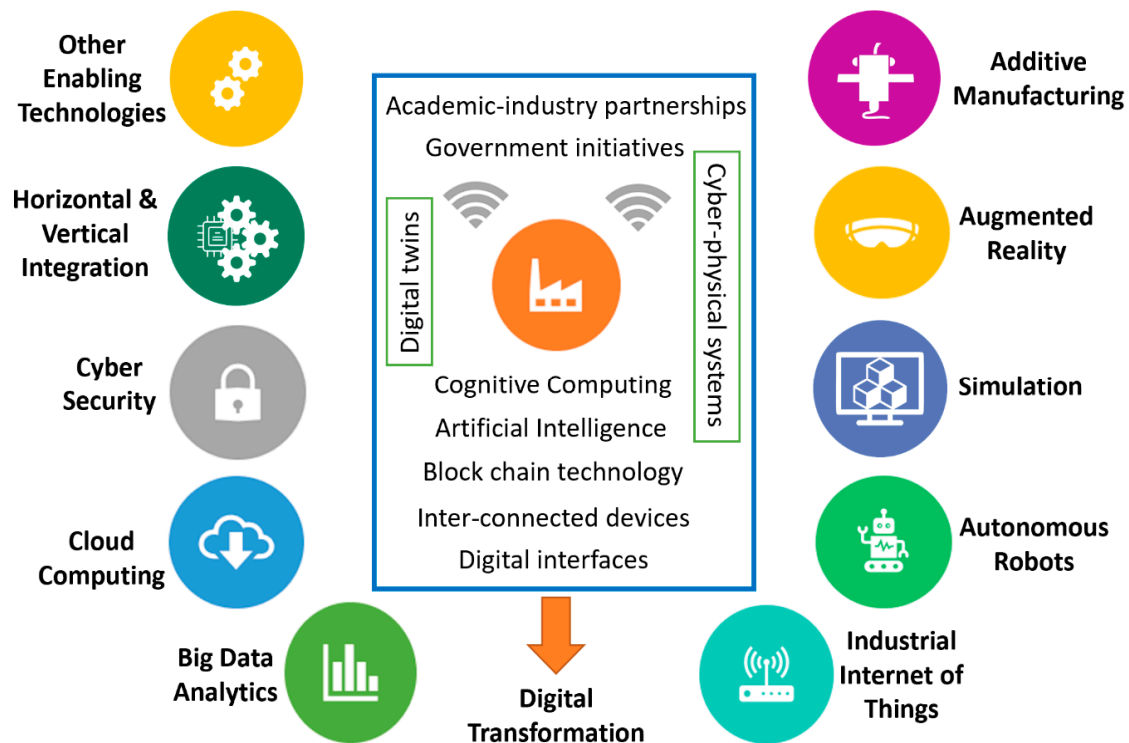 Other
Enabling
Technologies
Horizontal &
Vertical
Integration
Cyber
Security
Cloud
Computing
Big Data
Analytics
Academic-industry partnerships
Government initiatives
Digital twins
Cyber-physical systems
Cognitive Computing
Artificial Intelligence
Block chain technology
Inter-connected devices
Digital interfaces
Digital
Transformation
Additive
Manufacturing
Augmented
Reality
Simulation
Autonomous
Robots
Industrial
Internet of
Things